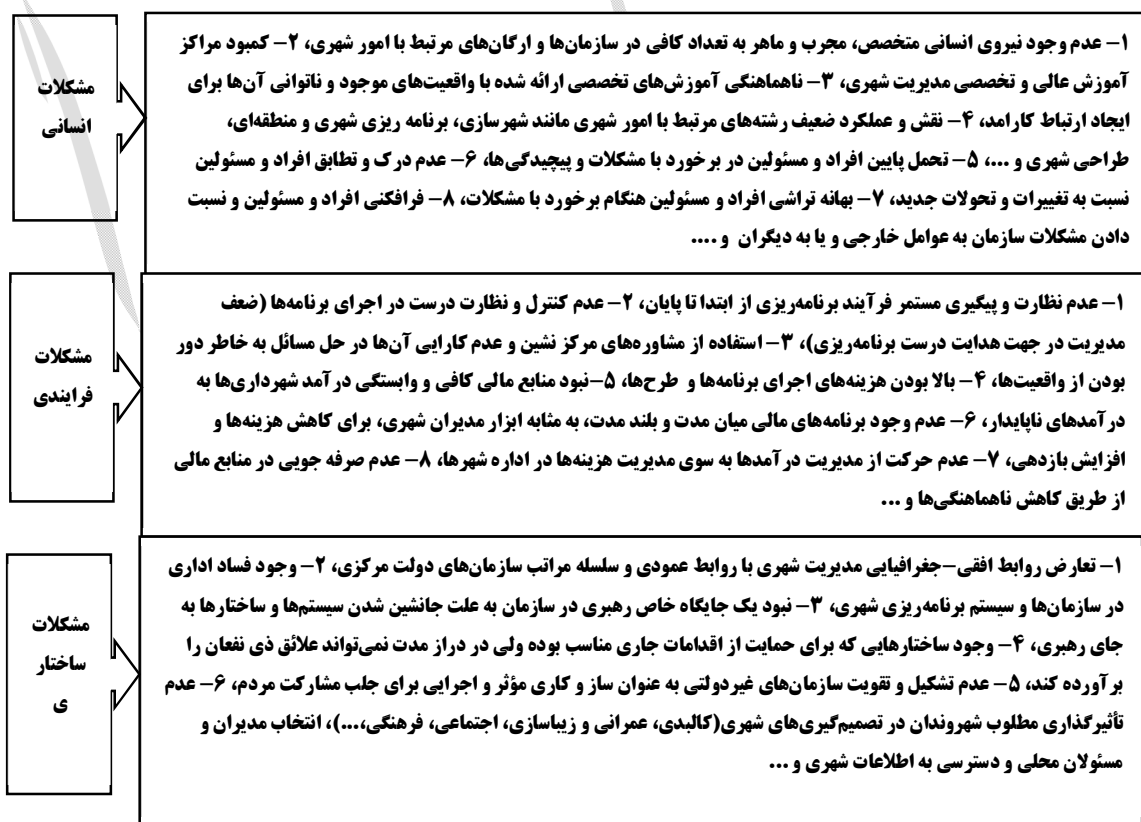 مشکلات
انسانی
۱– عدم وجود نیروی انسانی متخصص، مجرب و ماهر به تعداد کافی در سازمان‌ها و ارگان‌های مرتبط با امور شهری، ۲– کمبود مراکز
آموزش عالی و تخصصی مدیریت شهری، ۳– ناهماهنگی آموزش‌های تخصصی ارائه شده با واقعیت‌های موجود و ناتوانی آن‌ها برای
ایجاد ارتباط کارامد، ۴– نقش و عملکرد ضعیف رشته‌های مرتبط با امور شهری مانند شهرسازی، برنامه ریزی شهری و منطقه‌ای،
طراحی شهری و ...، ۵– تحمل پایین افراد و مسئولین در برخورد با مشکلات و پیچیدگی‌ها، ۶– عدم درک و تطابق افراد و مسئولین
نسبت به تغییرات و تحولات جدید، ۷– بهانه تراشی افراد و مسئولین هنگام برخورد با مشکلات، ۸– فرافکنی افراد و مسئولین و نسبت
دادن مشکلات سازمان به عوامل خارجی و یا به دیگران و ....
مشکلات
فرایندی
۱– عدم نظارت و پیگیری مستمر فرآیند برنامه‌ریزی از ابتدا تا پایان، ۲– عدم کنترل و نظارت درست در اجرای برنامه‌ها (ضعف
مدیریت در جهت هدایت درست برنامه‌ریزی)، ۳– استفاده از مشاوره‌های مرکز نشین و عدم کارایی آن‌ها در حل مسائل به خاطر دور
بودن از واقعیت‌ها، ۴– بالا بودن هزینه‌های اجرای برنامه‌ها و طرح‌ها، ۵–نبود منابع مالی کافی و وابستگی درآمد شهرداری‌ها به
درآمدهای ناپایدار، ۶– عدم وجود برنامه‌های مالی میان مدت و بلند مدت، به مثابه ابزار مدیران شهری، برای کاهش هزینه‌ها و
افزایش بازدهی، ۷– عدم حرکت از مدیریت درآمدها به سوی مدیریت هزینه‌ها در اداره شهرها، ۸– عدم صرفه جویی در منابع مالی
از طریق کاهش ناهماهنگی‌ها و ...
مشکلات
ساختار
ی
۱– تعارض روابط افقی–جغرافیایی مدیریت شهری با روابط عمودی و سلسله مراتب سازمان‌های دولت مرکزی، ۲– وجود فساد اداری
در سازمان‌ها و سیستم برنامه‌ریزی شهری، ۳– نبود یک جایگاه خاص رهبری در سازمان به علت جانشین شدن سیستم‌ها و ساختارها به
جای رهبری، ۴– وجود ساختارهایی که برای حمایت از اقدامات جاری مناسب بوده ولی در دراز مدت نمی‌تواند علائق ذی نفعان را
برآورده کند، ۵– عدم تشکیل و تقویت سازمان‌های غیردولتی به عنوان ساز و کاری مؤثر و اجرایی برای جلب مشارکت مردم، ۶– عدم
تأثیرگذاری مطلوب شهروندان در تصمیم‌گیری‌های شهری(کالبدی، عمرانی و زیباسازی، اجتماعی، فرهنگی،...)، انتخاب مدیران و
مسئولان محلی و دسترسی به اطلاعات شهری و ...